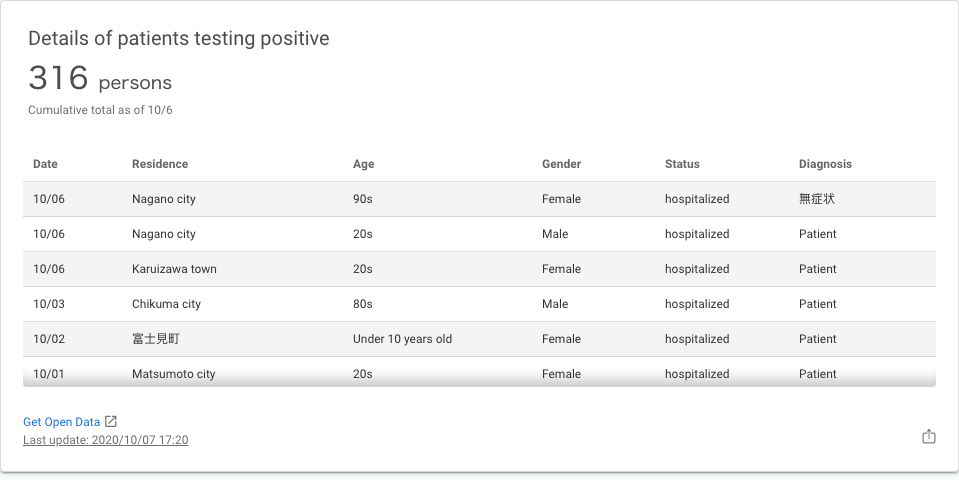 Details of patients testing positive
316 persons
Cumulative total as of 10/6
Date Residence Age Gender Status Diagnosis
10/06 Nagano city 90s Female hospitalized 無症状
10/06 Nagano city 20s Male hospitalized Patient
10/06 Karuizawa town 20s Female hospitalized Patient
10/03 Chikuma city 80s Male hospitalized Patient
10/02 富士見町 Under 10 years old Female hospitalized Patient
10/01 Matsumoto city 20s Female hospitalized Patient
Get Open Data
Last update: 2020/10/07 17:20